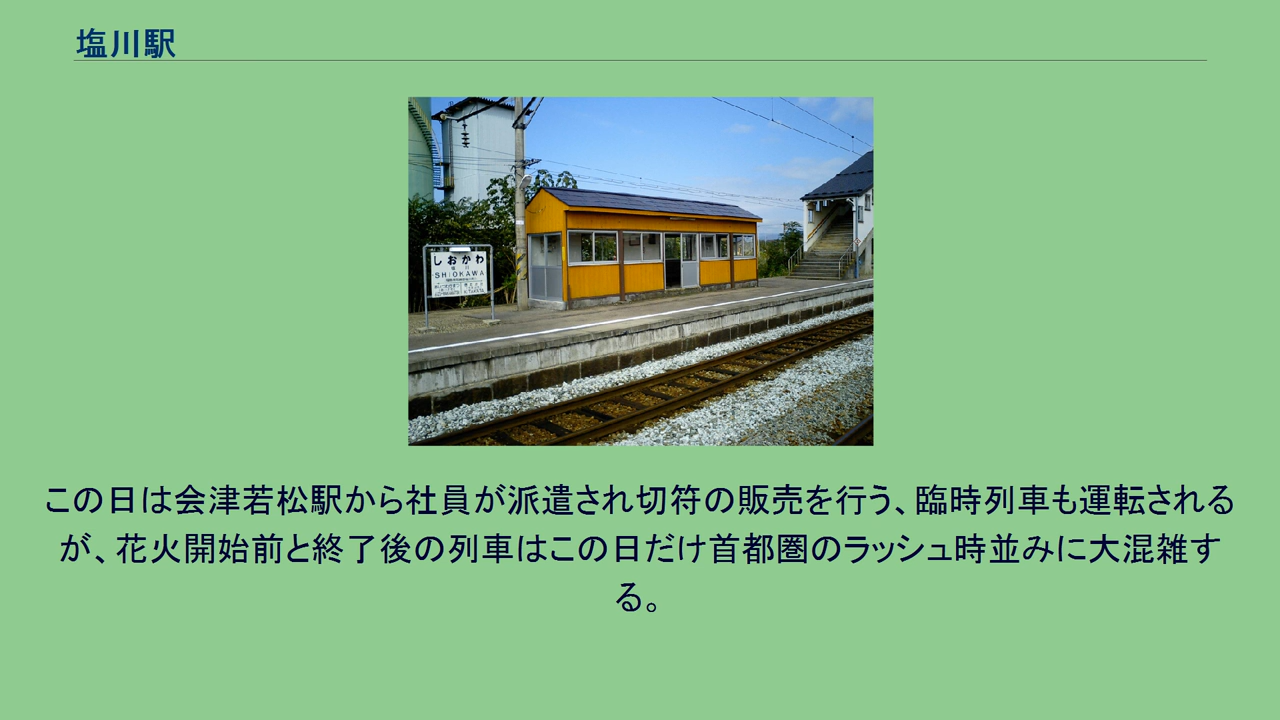 塩川駅
しおかわ
塩川
SHIOKAWA
この日は会津若松駅から社員が派遣され切符の販売を行う、臨時列車も運転される
が、花火開始前と終了後の列車はこの日だけ首都圏のラッシュ時並みに大混雑す
る。